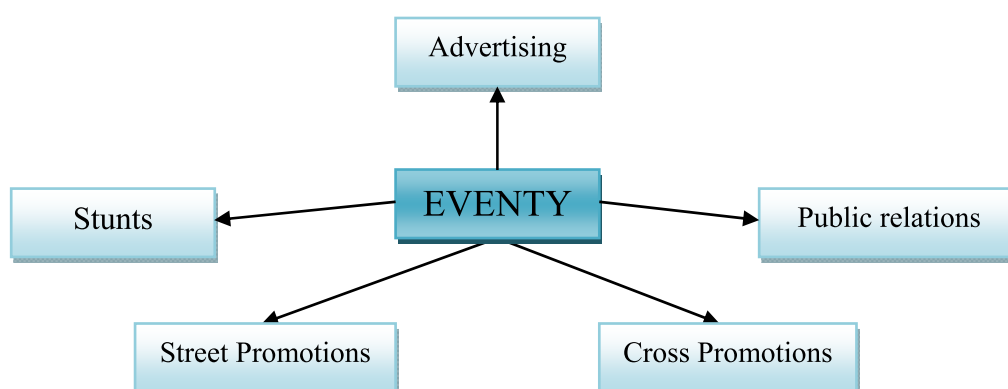 Advertising
EVENTY
Stunts
Public relations
Street Promotions
Cross Promotions